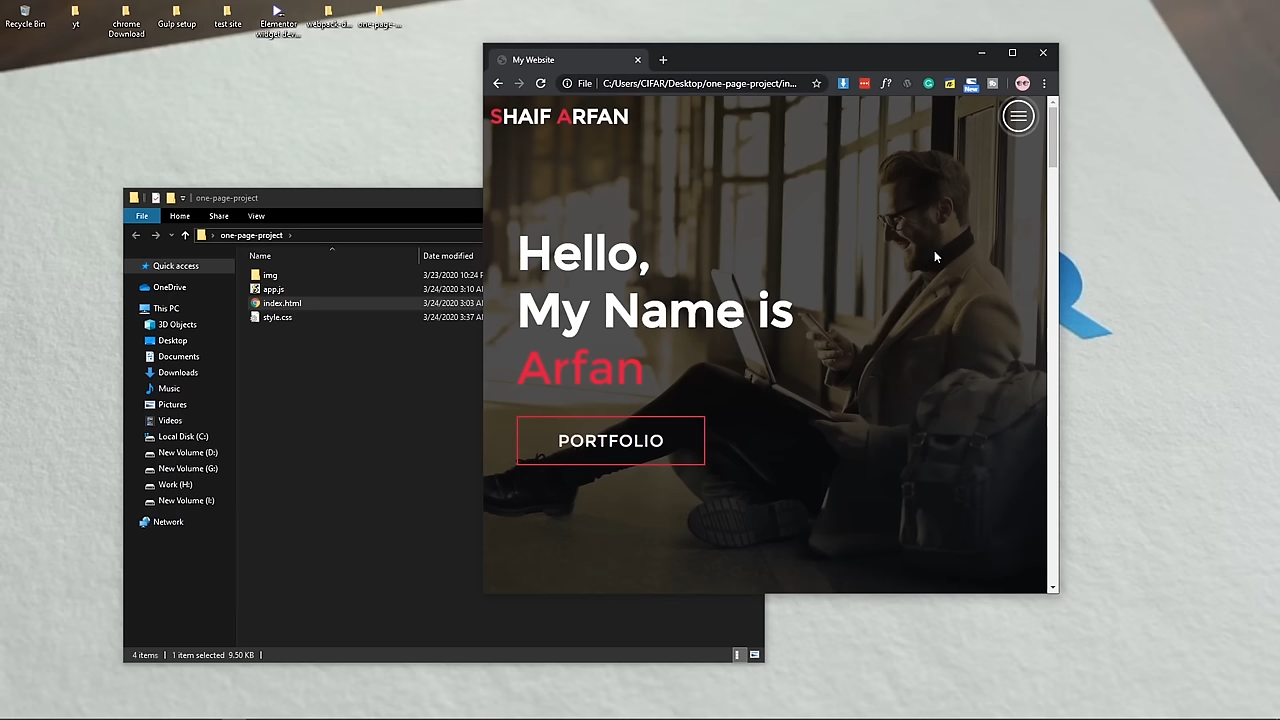 Recycle Bin
yt
chrome Download
Gulp setup
test site
Elementor widget dev...
webpack-d...
one-page-...
My Website
File
C:/Users/CIFAR/Desktop/one-page-project/in...
f?
New
SHAIF ARFAN
Hello,
My Name is
Arfan
PORTFOLIO
one-page-project
File
Home
Share
View
one-page-project
Name
Date modified
Quick access
OneDrive
This PC
3D Objects
Desktop
Documents
Downloads
Music
Pictures
Videos
Local Disk (C:)
New Volume (D:)
New Volume (G:)
Work (H:)
New Volume (I:)
Network
img
3/23/2020 10:24 P
app.js
3/24/2020 3:10 A
index.html
3/24/2020 3:03 A
style.css
3/24/2020 3:37 A
4 items
1 item selected 9.50 KB